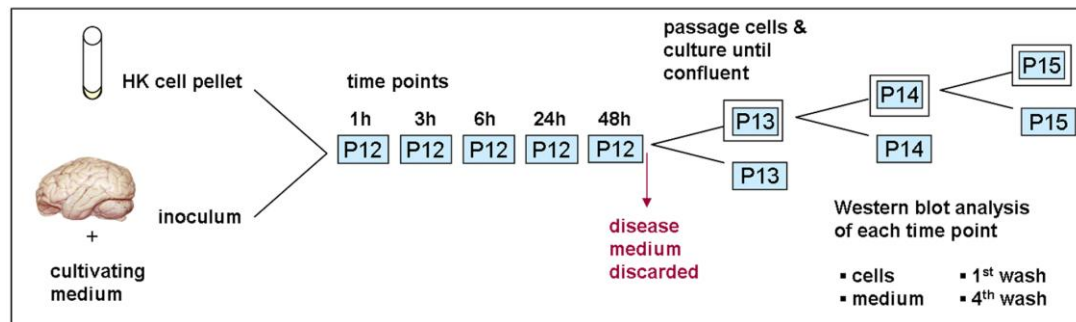 HK cell pellet
inoculum
+
cultivating
medium
time points
1h 3h 6h 24h 48h
P12 P12 P12 P12 P12
disease
medium
discarded
passage cells &
culture until
confluent
P13
P13
P14
P14
P15
P15
Western blot analysis
of each time point
▪ cells ▪ 1st wash
▪ medium ▪ 4th wash